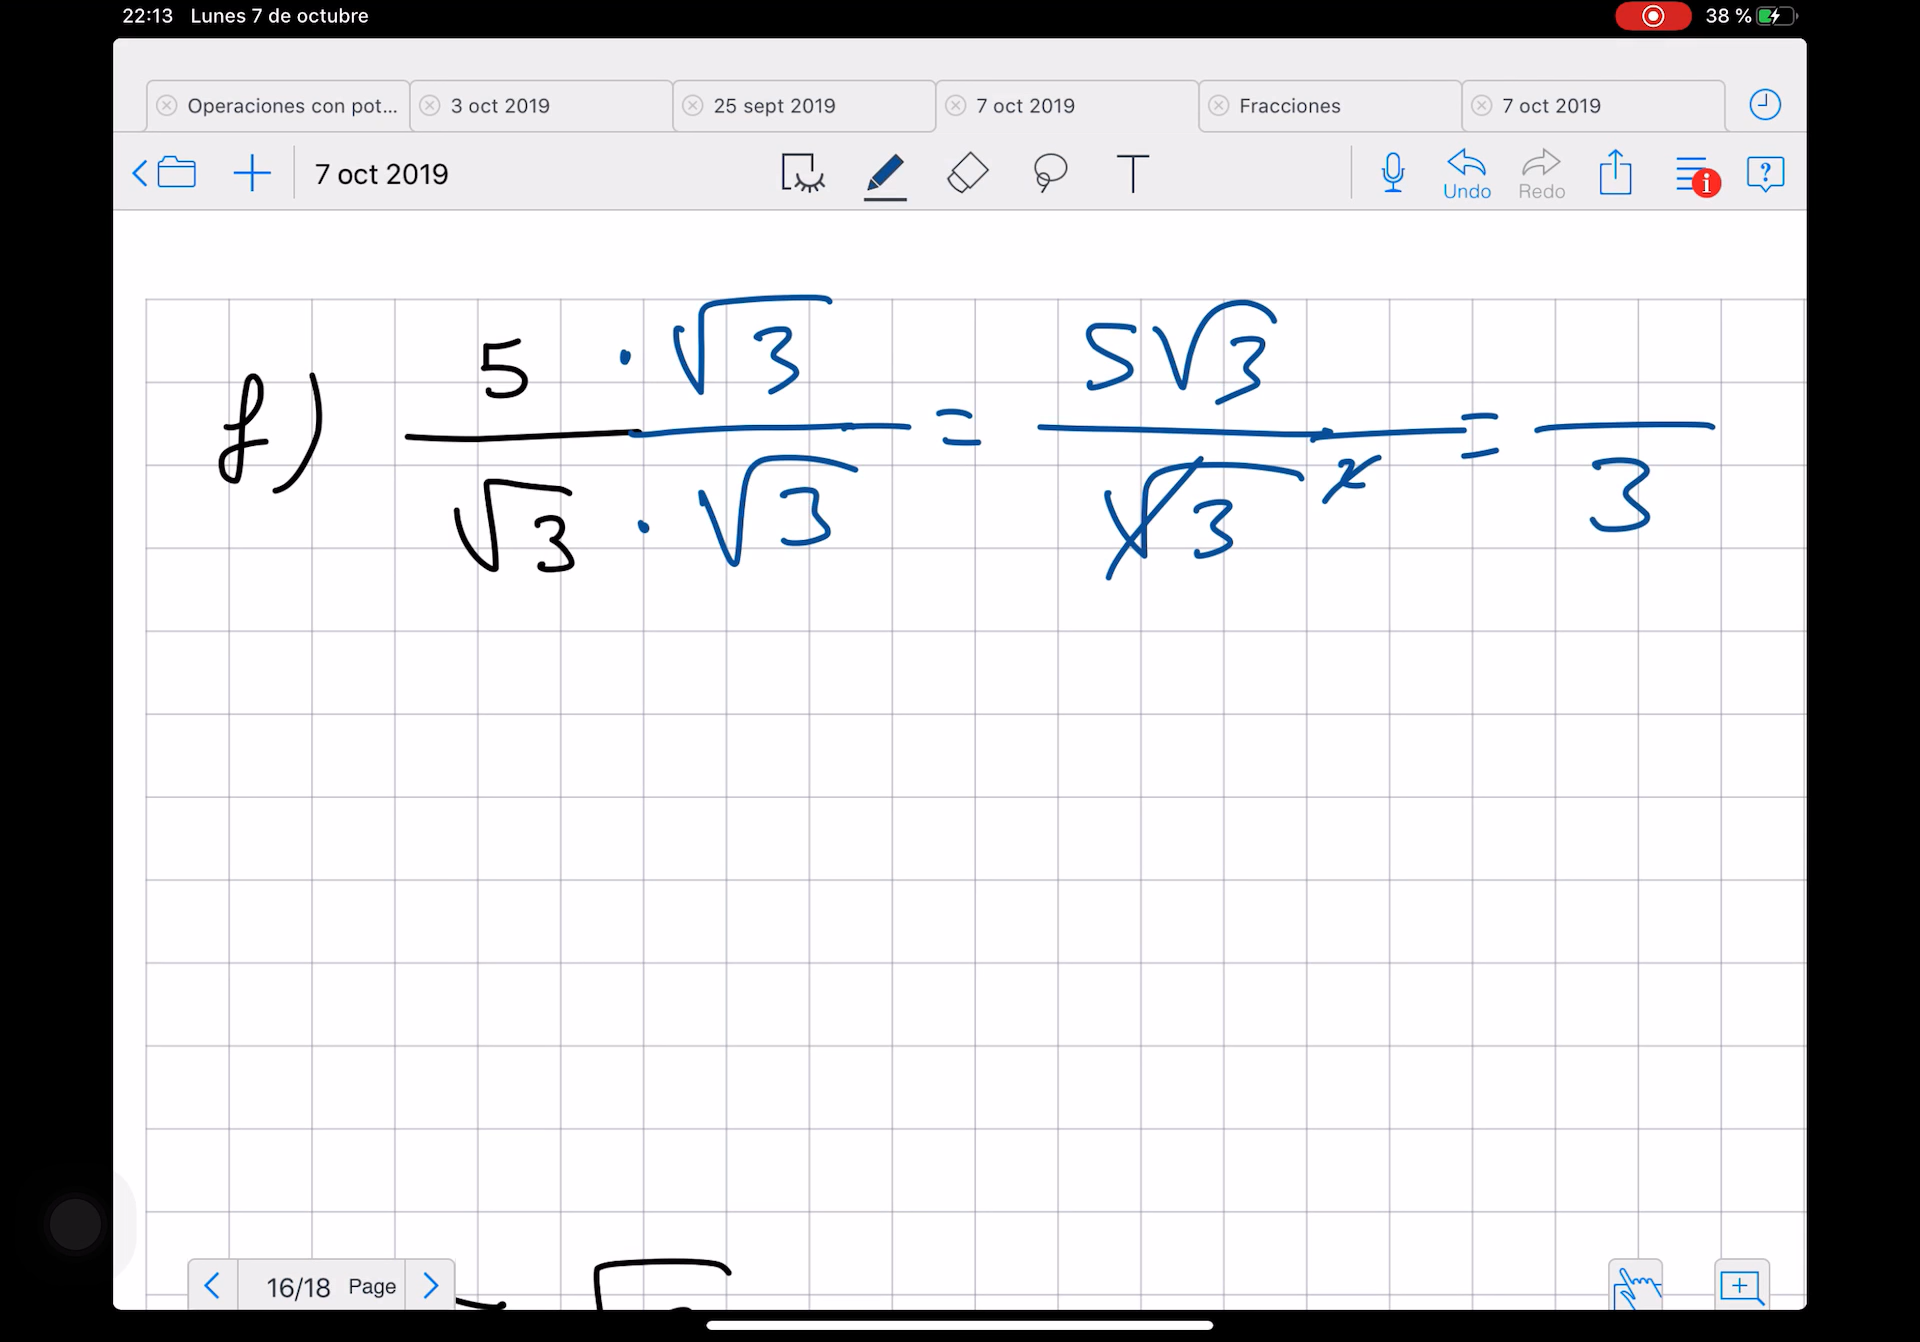 22:13 Lunes 7 de octubre 38 %
Operaciones con pot... 3 oct 2019 25 sept 2019 7 oct 2019 Fracciones 7 oct 2019
7 oct 2019 T Undo Redo i ?
5 · √3 = 5√3 =
f)
√3 · √3 √3 2 3
16/18 Page